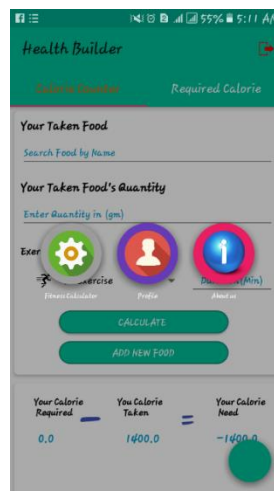 55% 5:11 AM
Health Builder
Calorie Counter Required Calorie
Your Taken Food
Search Food by Name
Your Taken Food's Quantity
Enter Quantity in (gm)
Exer
Exercise
(Min)
Fitness Calculator Profile About us
CALCULATE
ADD NEW FOOD
Your Calorie Required You Calorie Taken Your Calorie Need
0.0 1400.0 -1400.0